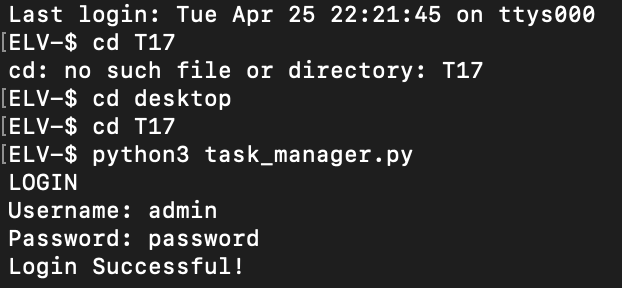 Last login: Tue Apr 25 22:21:45 on ttys000
[ELV-$ cd T17
cd: no such file or directory: T17
[ELV-$ cd desktop
[ELV-$ cd T17
[ELV-$ python3 task_manager.py
LOGIN
Username: admin
Password: password
Login Successful!